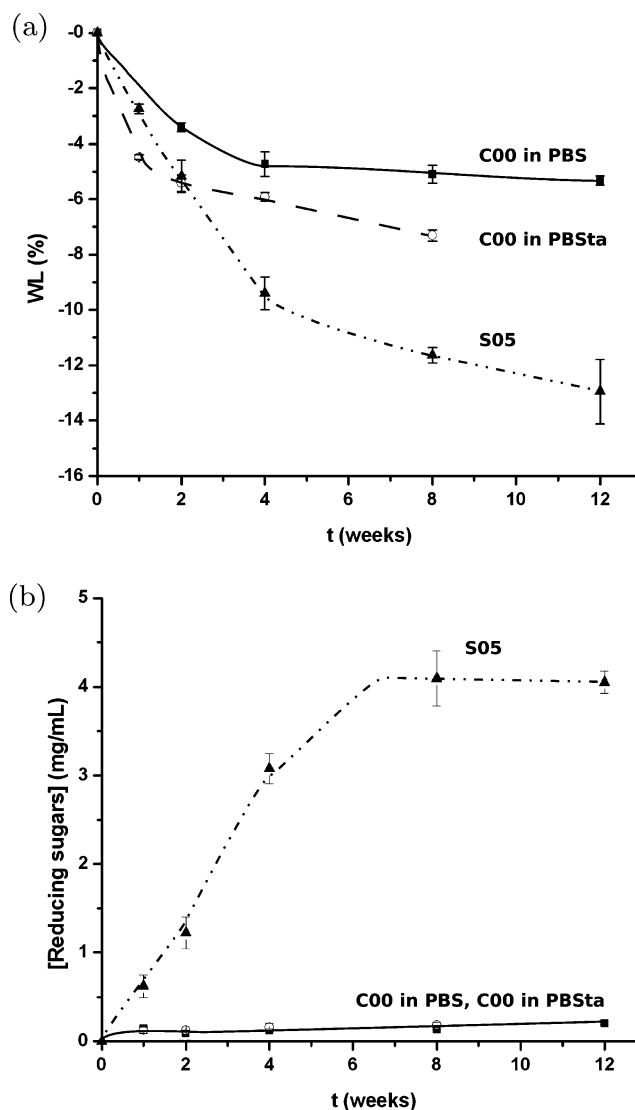 (a)
-0
-2
-4
-6
-8
-10
-12
-14
-16
WL (%)
C00 in PBS
C00 in PBSta
S05
0 2 4 6 8 10 12
t (weeks)
(b)
5
4
3
2
1
0
[Reducing sugars] (mg/mL)
S05
C00 in PBS, C00 in PBSta
0 2 4 6 8 10 12
t (weeks)